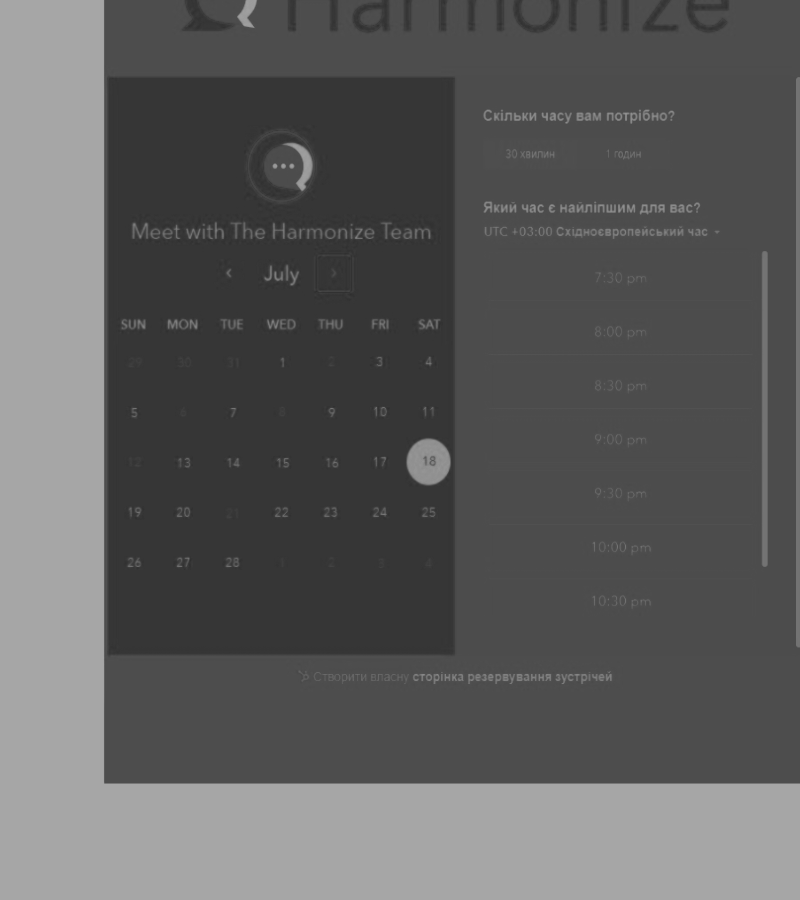 Harmonize
Meet with The Harmonize Team
‹ July ›
SUN MON TUE WED THU FRI SAT
29 30 31 1 2 3 4
5 6 7 8 9 10 11
12 13 14 15 16 17 18
19 20 21 22 23 24 25
26 27 28 1 2 3 4
Скільки часу вам потрібно?
30 хвилин 1 годин
Який час є найліпшим для вас?
UTC +03:00 Східноєвропейський час
7:30 pm
8:00 pm
8:30 pm
9:00 pm
9:30 pm
10:00 pm
10:30 pm
Створити власну сторінка резервування зустрічей